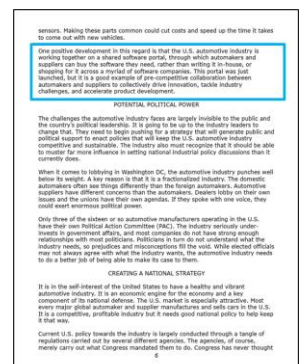 sensors. Making these parts common could cut costs and speed up the time it takes
to come out with new vehicles.
One positive development in this regard is that the U.S. automotive industry is
working together on a shared software portal, through which automakers and
suppliers can buy the software they need, rather than writing it in-house, or
shopping for it across a myriad of software companies. This portal was just
launched, but it is a good example of pre-competitive collaboration between
automakers and suppliers to collectively drive innovation, tackle industry
challenges, and accelerate product development.
POTENTIAL POLITICAL POWER
The challenges the automotive industry faces are largely invisible to the public and
the country's political leadership. It is going to be up to the industry leaders to
change that. They need to begin pushing for a strategy that will generate public and
political support to enact policies that will keep the U.S. automotive industry
competitive and sustainable. The industry also must recognize that it should be able
to muster far more influence in setting national industrial policy discussions than it
currently does.
When it comes to lobbying in Washington DC, the automotive industry punches well
below its weight. A key reason is that it is a fractionalized industry. The domestic
automakers often see things differently than the foreign automakers. Automotive
suppliers have different concerns than the automakers. Dealers lobby on their own
issues and the unions have their own agendas. If they spoke with one voice, they
could exert enormous political power.
Only three of the sixteen or so automotive manufacturers operating in the U.S.
have their own Political Action Committee (PAC). The industry seriously under-
invests in government affairs, and most companies do not have strong enough
relationships with most politicians. Politicians in turn do not understand what the
industry needs, so prejudices and misconceptions fill the void. While elected officials
may not always agree with what the industry wants, the automotive industry needs
to do a better job of being able to make its case to them.
CREATING A NATIONAL STRATEGY
It is in the self-interest of the United States to have a healthy and vibrant
automotive industry. It is an economic engine for the economy and a key
component of its national defense. The U.S. market is especially attractive. Most
every major global automaker and supplier manufactures and sells cars in the U.S.
It is a competitive, profitable industry but it needs good national policy to help keep
it that way.
Current U.S. policy towards the industry is largely conducted through a tangle of
regulations carried out by several different agencies. The agencies, of course,
merely carry out what Congress mandated them to do. Congress has never thought
6